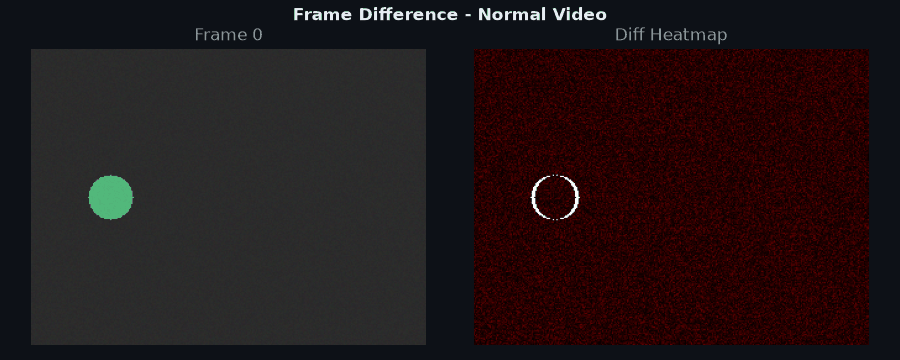 Frame Difference - Normal Video
Frame 0
Diff Heatmap